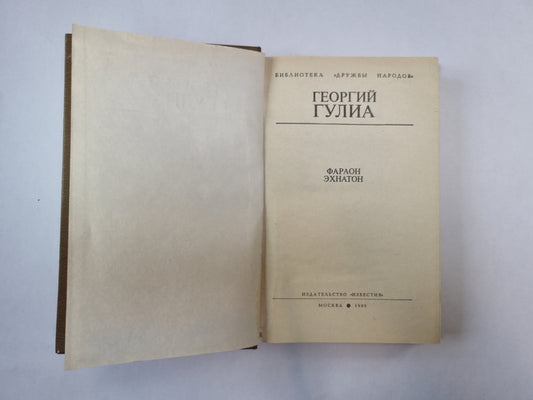 БИБЛИОТЕКА «ДРУЖБЫ НАРОДОВ»
ГЕОРГИЙ
ГУЛИА
ФАРАОН
ЭХНАТОН
ИЗДАТЕЛЬСТВО «ИЗВЕСТИЯ»
МОСКВА ●